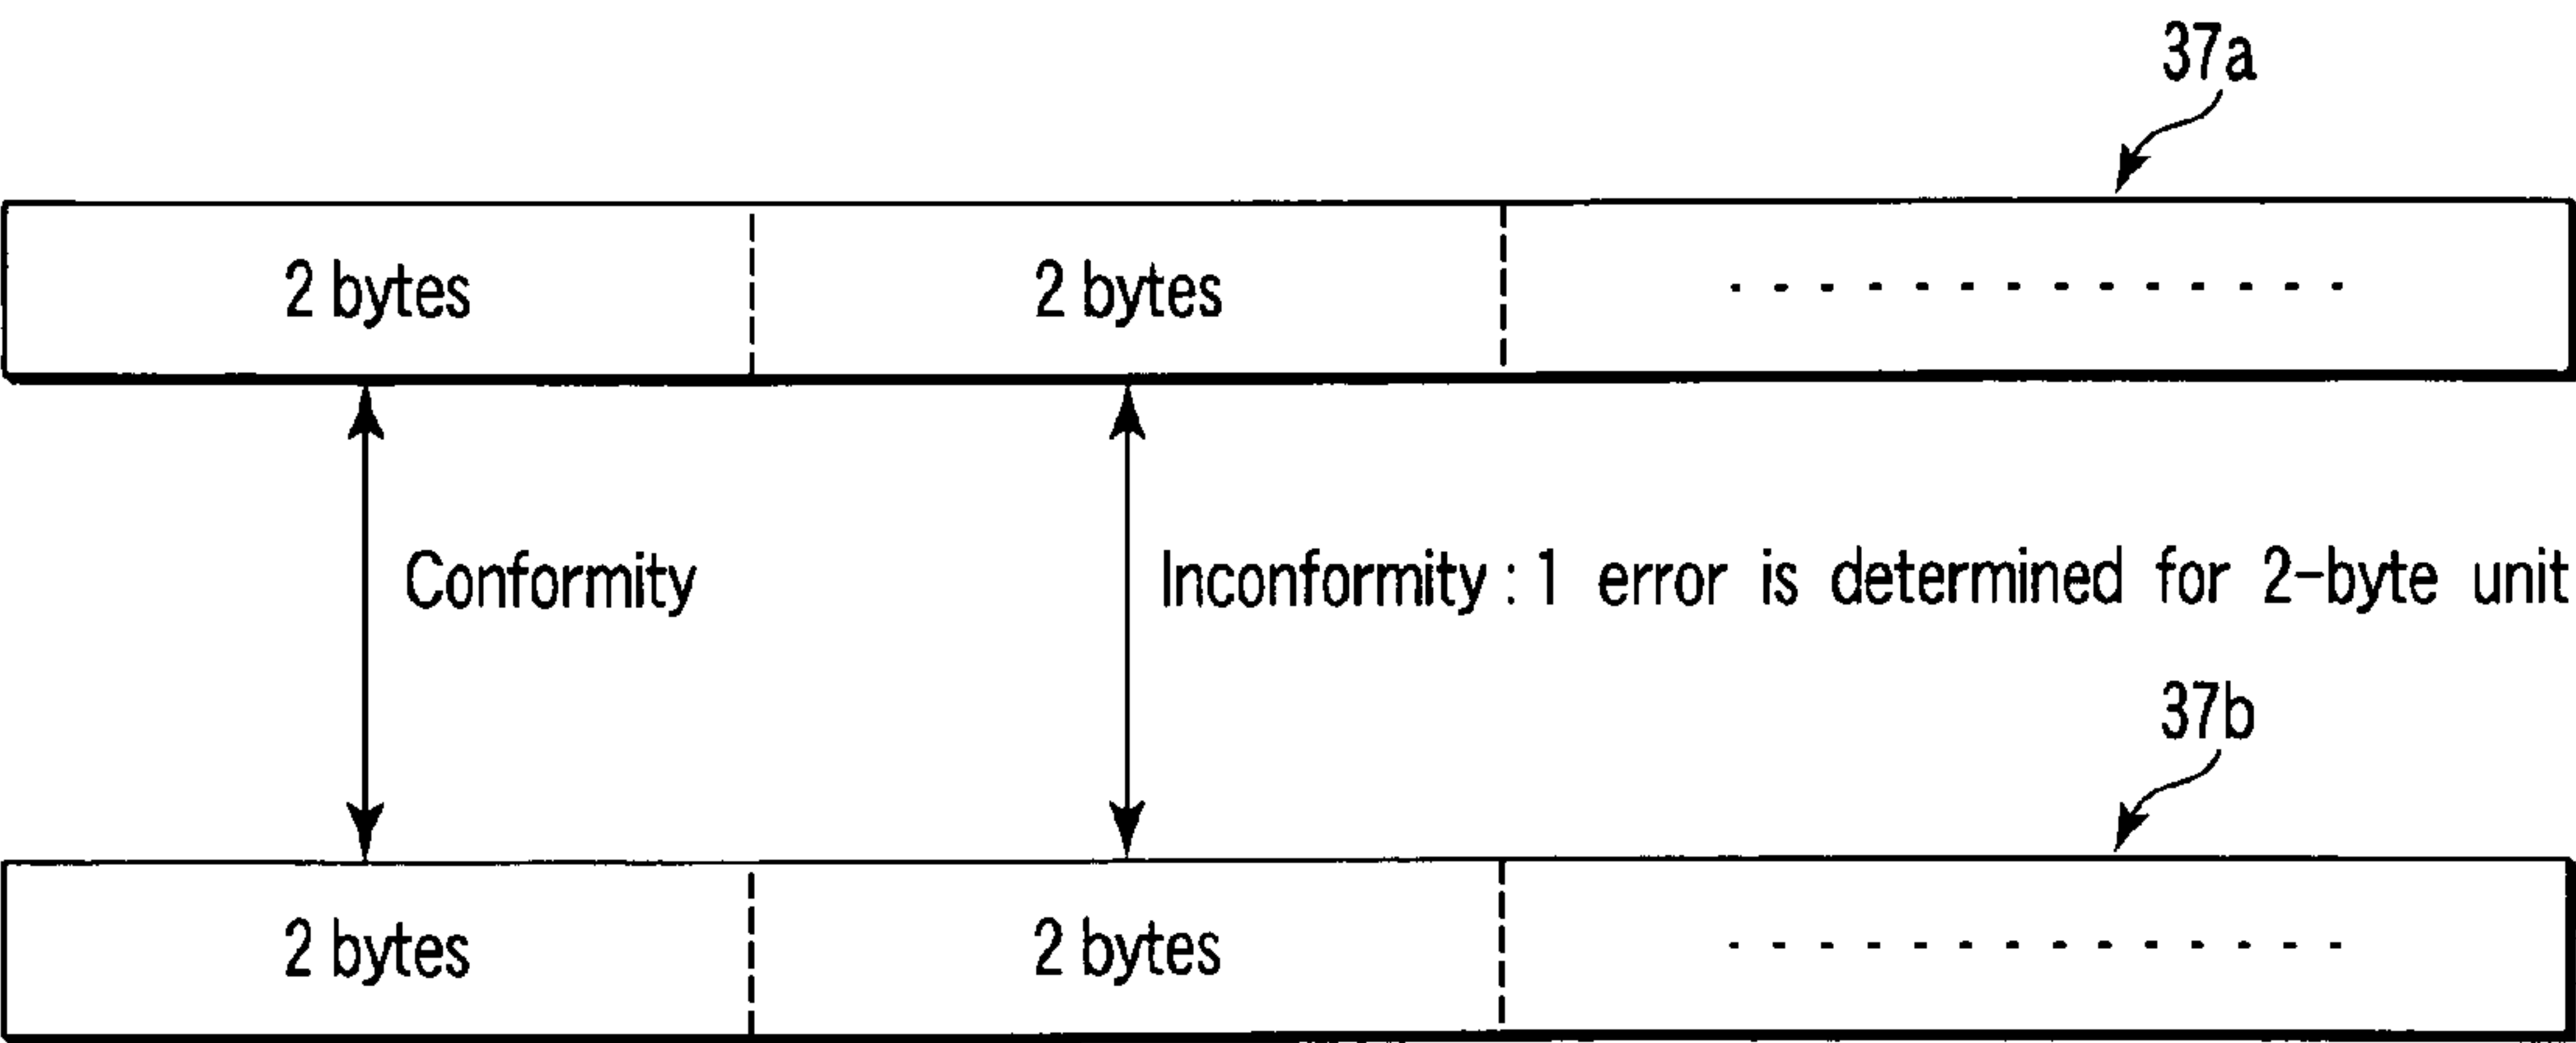 37a
2 bytes 2 bytes
Conformity Inconformity : 1 error is determined for 2-byte unit
37b
2 bytes 2 bytes